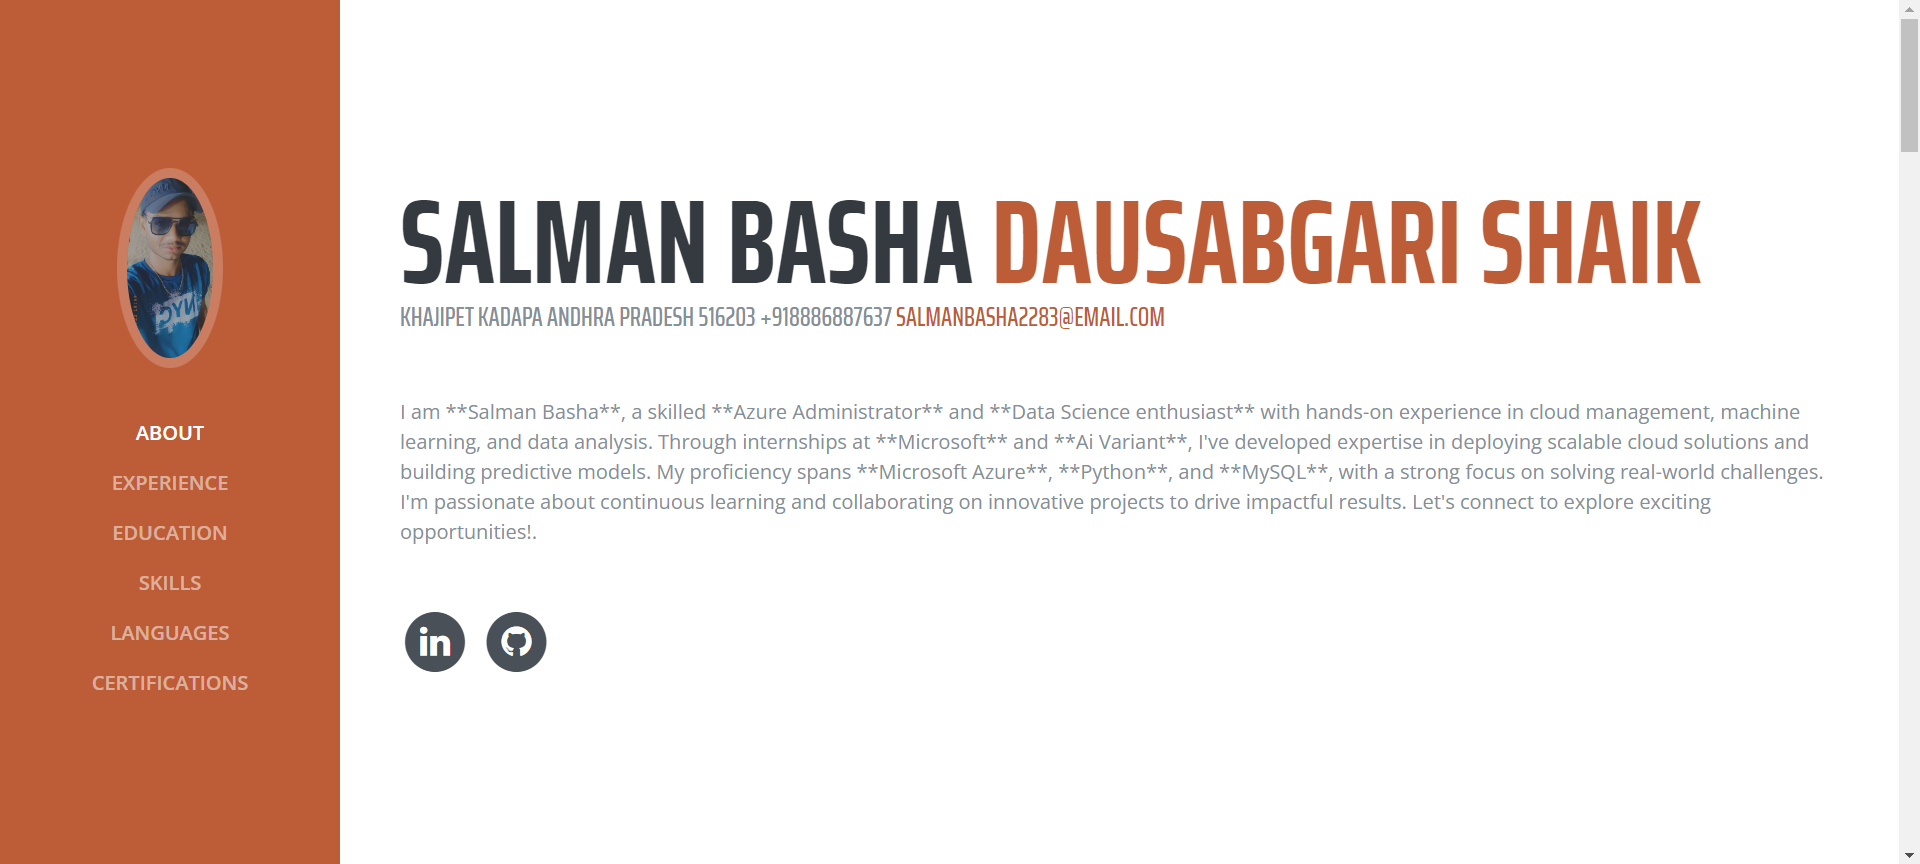 ABOUT
EXPERIENCE
EDUCATION
SKILLS
LANGUAGES
CERTIFICATIONS
SALMAN BASHA DAUSABGARI SHAIK
KHAJIPET KADAPA ANDHRA PRADESH 516203 +918886887637 SALMANBASHA2283@EMAIL.COM
I am **Salman Basha**, a skilled **Azure Administrator** and **Data Science enthusiast** with hands-on experience in cloud management, machine
learning, and data analysis. Through internships at **Microsoft** and **Ai Variant**, I've developed expertise in deploying scalable cloud solutions and
building predictive models. My proficiency spans **Microsoft Azure**, **Python**, and **MySQL**, with a strong focus on solving real-world challenges.
I'm passionate about continuous learning and collaborating on innovative projects to drive impactful results. Let's connect to explore exciting
opportunities!.
in